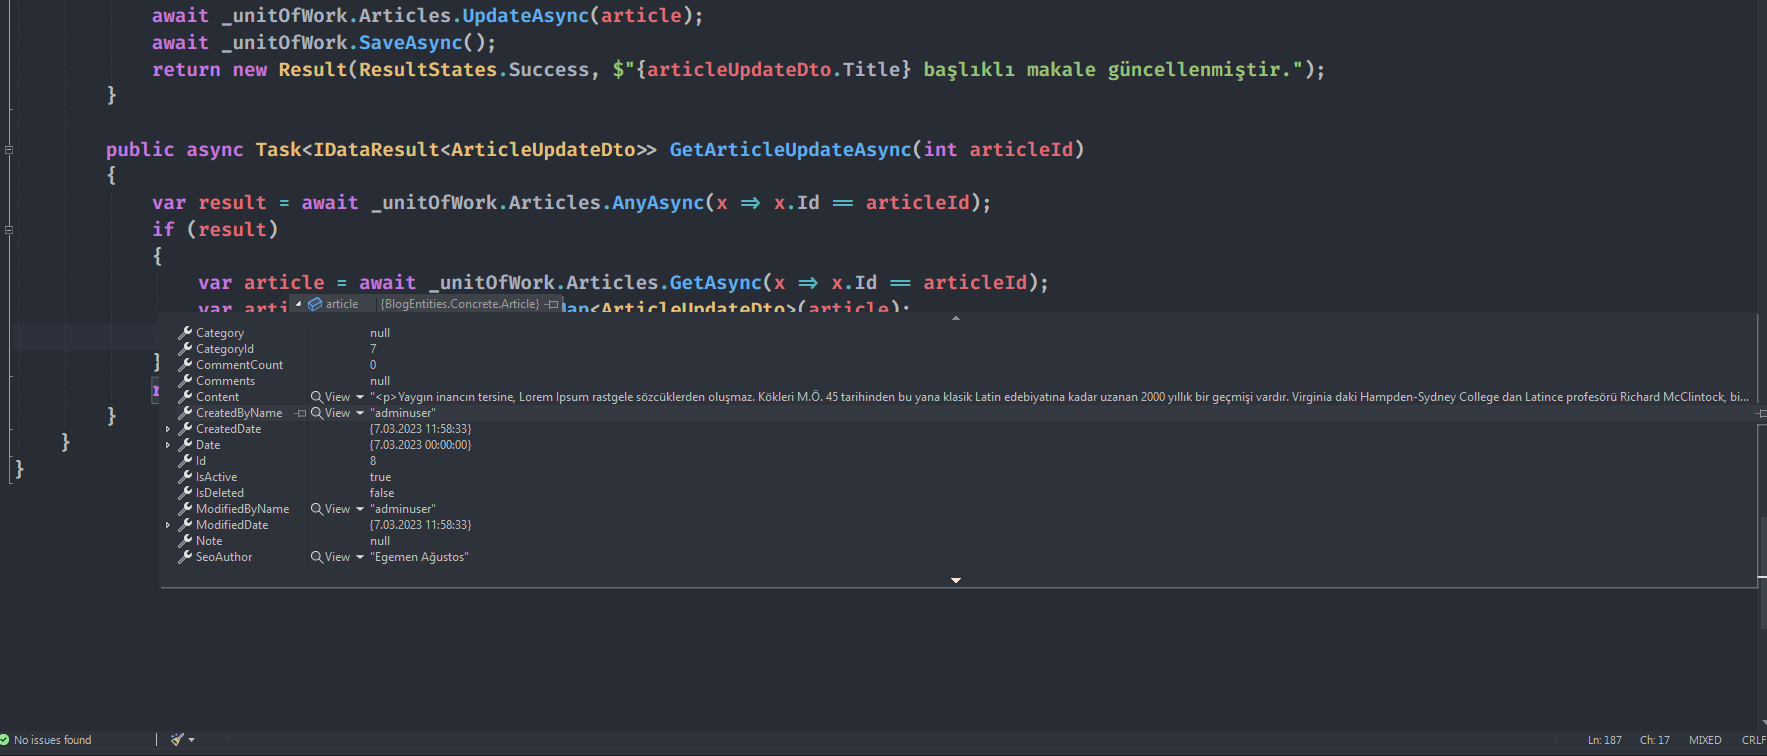 await _unitOfWork.Articles.UpdateAsync(article);
await _unitOfWork.SaveAsync();
return new Result(ResultStates.Success, $"{articleUpdateDto.Title} başlıklı makale güncellenmiştir.");
}
public async Task<IDataResult<ArticleUpdateDto>> GetArticleUpdateAsync(int articleId)
{
var result = await _unitOfWork.Articles.AnyAsync(x => x.Id == articleId);
if (result)
{
var article = await _unitOfWork.Articles.GetAsync(x => x.Id == articleId);
article {BlogEntities.Concrete.Article}
var arti ap<ArticleUpdateDto>(article);
Category null
CategoryId 7
}
CommentCount 0
Comments null
r
Content View "<p>Yaygın inancın tersine, Lorem Ipsum rastgele sözcüklerden oluşmaz. Kökleri M.Ö. 45 tarihinden bu yana klasik Latin edebiyatına kadar uzanan 2000 yıllık bir geçmişi vardır. Virginia daki Hampden-Sydney College dan Latince profesörü Richard McClintock, bi...
} CreatedByName View "adminuser"
CreatedDate {7.03.2023 11:58:33}
} Date {7.03.2023 00:00:00}
} Id 8
IsActive true
IsDeleted false
ModifiedByName View "adminuser"
ModifiedDate {7.03.2023 11:58:33}
Note null
SeoAuthor View "Egemen Ağustos"
No issues found Ln: 187 Ch: 17 MIXED CRLF